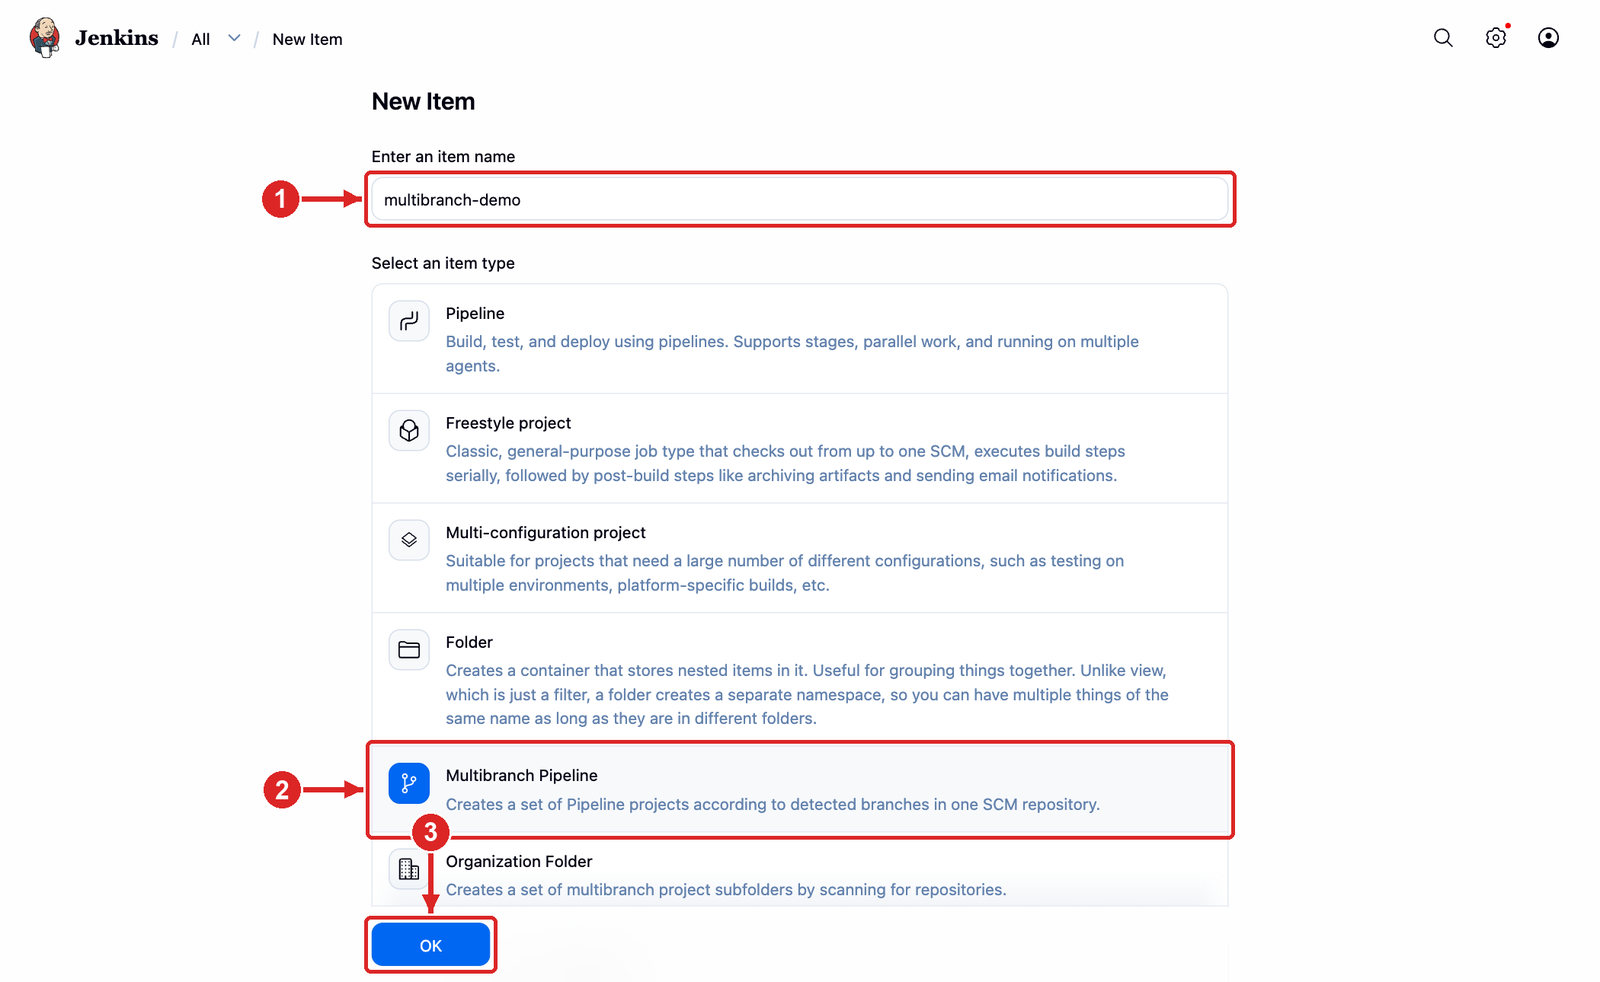 Jenkins / All / New Item
New Item
Enter an item name
1
multibranch-demo
Select an item type
Pipeline
Build, test, and deploy using pipelines. Supports stages, parallel work, and running on multiple
agents.
Freestyle project
Classic, general-purpose job type that checks out from up to one SCM, executes build steps
serially, followed by post-build steps like archiving artifacts and sending email notifications.
Multi-configuration project
Suitable for projects that need a large number of different configurations, such as testing on
multiple environments, platform-specific builds, etc.
Folder
Creates a container that stores nested items in it. Useful for grouping things together. Unlike view,
which is just a filter, a folder creates a separate namespace, so you can have multiple things of the
same name as long as they are in different folders.
2
Multibranch Pipeline
Creates a set of Pipeline projects according to detected branches in one SCM repository.
3
Organization Folder
Creates a set of multibranch project subfolders by scanning for repositories.
OK